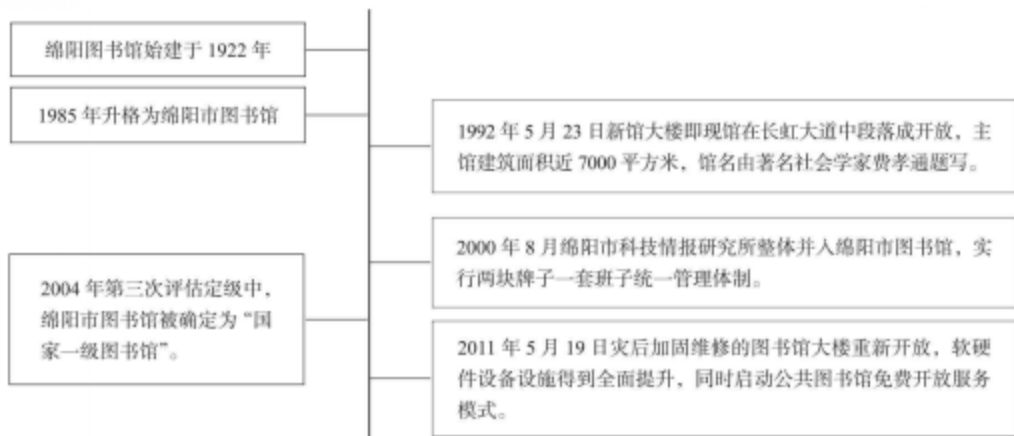 绵阳图书馆始建于 1922 年
1985 年升格为绵阳市图书馆
1992 年 5 月 23 日新馆大楼即现馆在长虹大道中段落成开放，主
馆建筑面积近 7000 平方米，馆名由著名社会学家费孝通题写。
2000 年 8 月绵阳市科技情报研究所整体并入绵阳市图书馆，实
行两块牌子一套班子统一管理体制。
2004 年第三次评估定级中，
绵阳市图书馆被确定为“国
家一级图书馆”。
2011 年 5 月 19 日灾后加固维修的图书馆大楼重新开放，软硬
件设备设施得到全面提升，同时启动公共图书馆免费开放服务
模式。